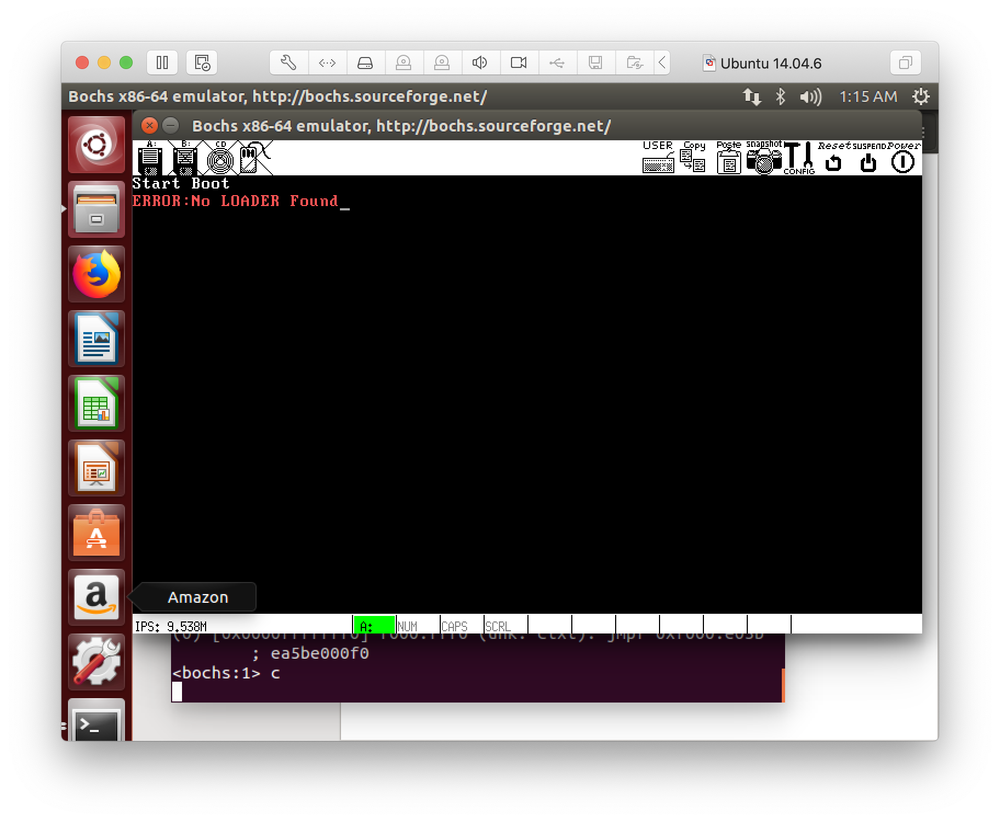 Ubuntu 14.04.6
Bochs x86-64 emulator, http://bochs.sourceforge.net/
1:15 AM
Bochs x86-64 emulator, http://bochs.sourceforge.net/
A: B: CD
USER Copy Paste snapshot CONFIG Reset SUSPEND Power
Start Boot
ERROR:No LOADER Found_
Amazon
IPS: 9.538M A: NUM CAPS SCRL
; ea5be000f0
<bochs:1> c